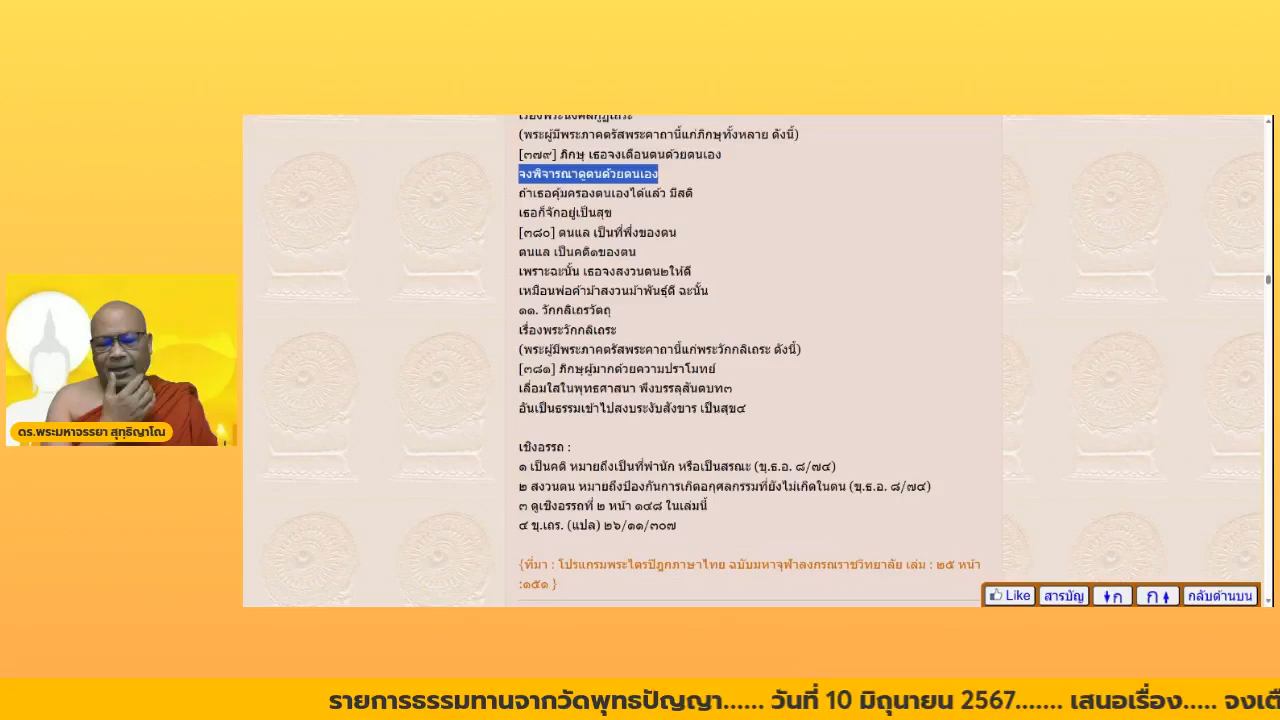 เรื่องพระนังคลกูฏเถระ
(พระผู้มีพระภาคตรัสพระคาถานี้แก่ภิกษุทั้งหลาย ดังนี้)
[๓๗๙] ภิกษุ เธอจงเตือนตนด้วยตนเอง
จงพิจารณาดูตนด้วยตนเอง
ถ้าเธอคุ้มครองตนเองได้แล้ว มีสติ
เธอก็จักอยู่เป็นสุข
[๓๘๐] ตนแล เป็นที่พึ่งของตน
ตนแล เป็นคติ๑ของตน
เพราะฉะนั้น เธอจงสงวนตน๒ให้ดี
เหมือนพ่อค้าม้าสงวนม้าพันธุ์ดี ฉะนั้น
๑๑. วักกลิเถรวัตถุ
เรื่องพระวักกลิเถระ
(พระผู้มีพระภาคตรัสพระคาถานี้แก่พระวักกลิเถระ ดังนี้)
[๓๘๑] ภิกษุผู้มากด้วยความปราโมทย์
เลื่อมใสในพุทธศาสนา พึงบรรลุสันตบท๓
อันเป็นธรรมเข้าไปสงบระงับสังขาร เป็นสุข๔
เชิงอรรถ :
๑ เป็นคติ หมายถึงเป็นที่พำนัก หรือเป็นสรณะ (ขุ.ธ.อ. ๘/๗๔)
๒ สงวนตน หมายถึงป้องกันการเกิดอกุศลกรรมที่ยังไม่เกิดในตน (ขุ.ธ.อ. ๘/๗๔)
๓ ดูเชิงอรรถที่ ๒ หน้า ๑๔๘ ในเล่มนี้
๔ ขุ.เถร. (แปล) ๒๖/๑๑/๓๐๗
{ที่มา : โปรแกรมพระไตรปิฎกภาษาไทย ฉบับมหาจุฬาลงกรณราชวิทยาลัย เล่ม : ๒๕ หน้า
:๑๕๑ }
Like สารบัญ ก ก กลับด้านบน
ดร.พระมหาจรรยา สุทฺธิญาโณ
รายการธรรมทานจากวัดพุทธปัญญา...... วันที่ 10 มิถุนายน 2567....... เสนอเรื่อง..... จงเตื